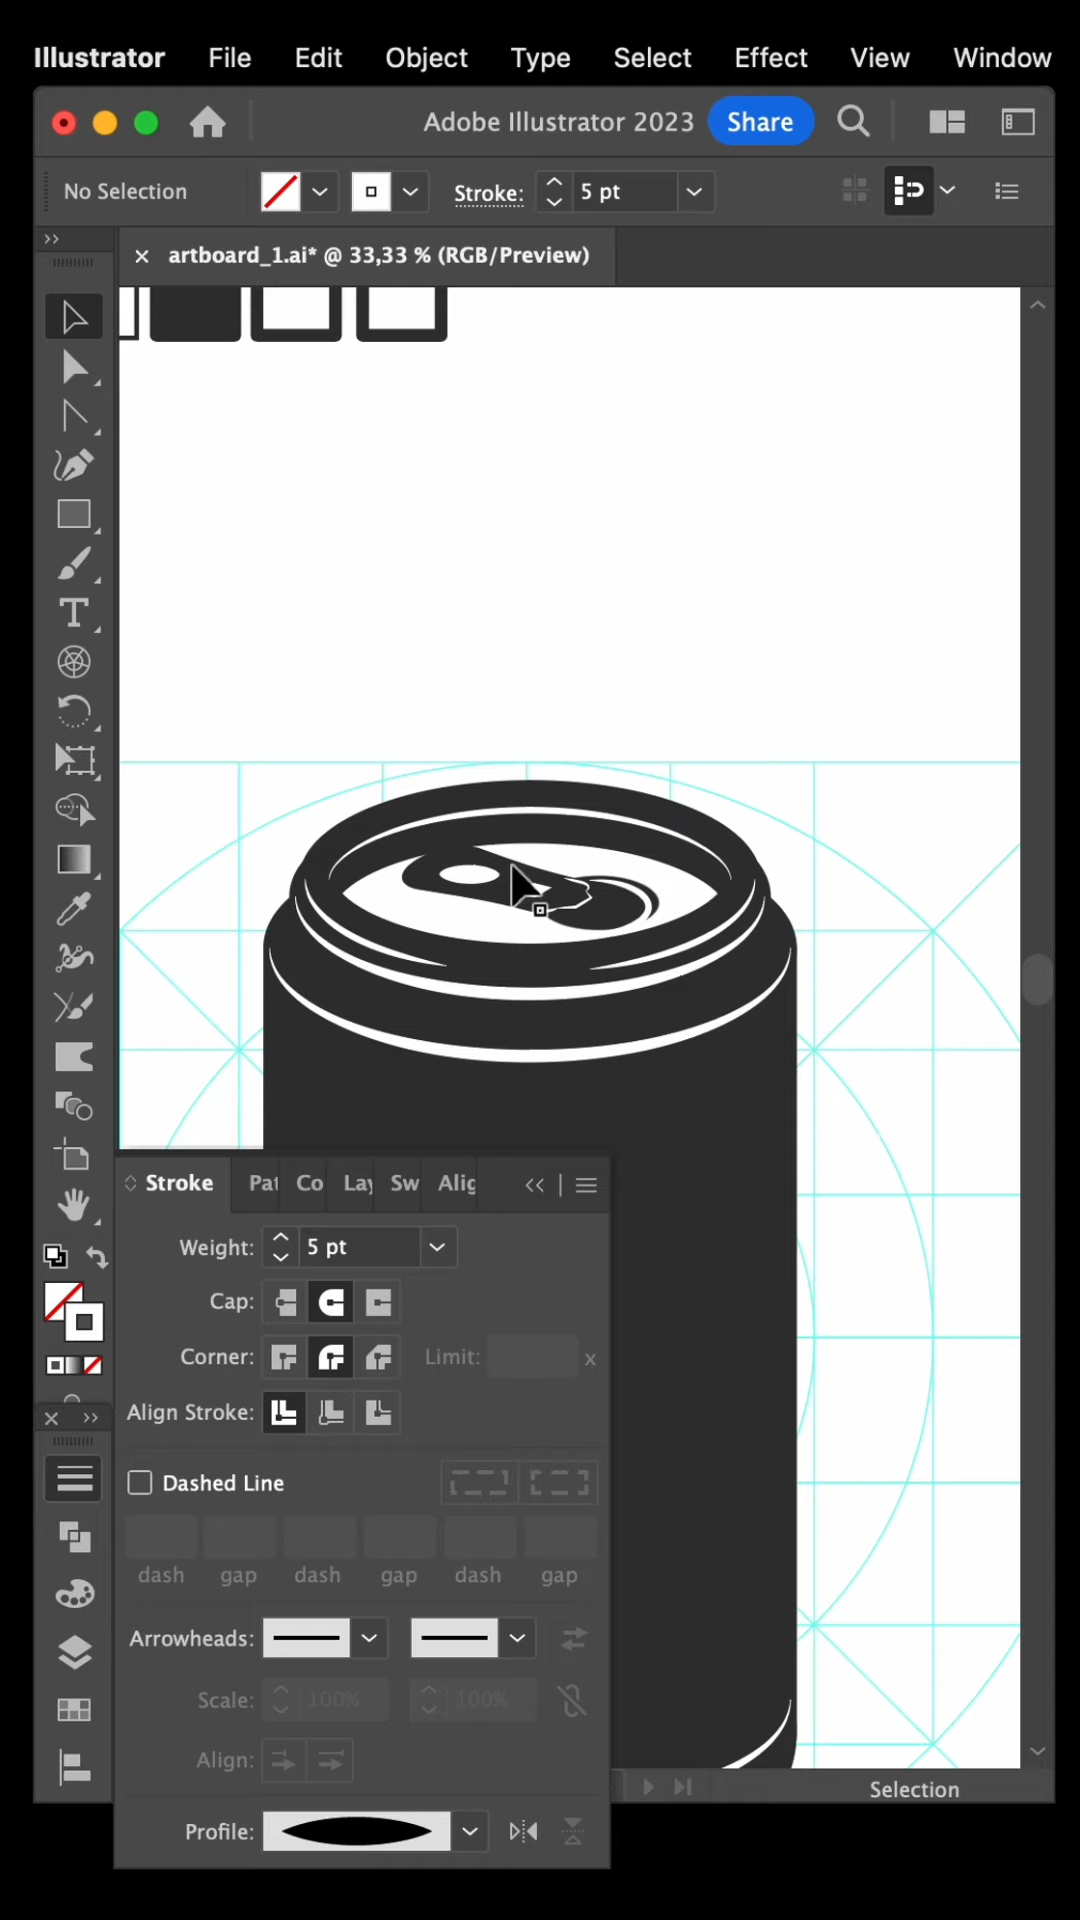 Illustrator File Edit Object Type Select Effect View Window
Adobe Illustrator 2023 Share
No Selection Stroke: 5 pt
artboard_1.ai* @ 33,33 % (RGB/Preview)
Stroke Pat Co Lay Sw Alig
Weight: 5 pt
Cap:
Corner: Limit: x
Align Stroke:
Dashed Line
dash gap dash gap dash gap
Arrowheads:
Scale: 100% 100%
Align:
Selection
Profile: